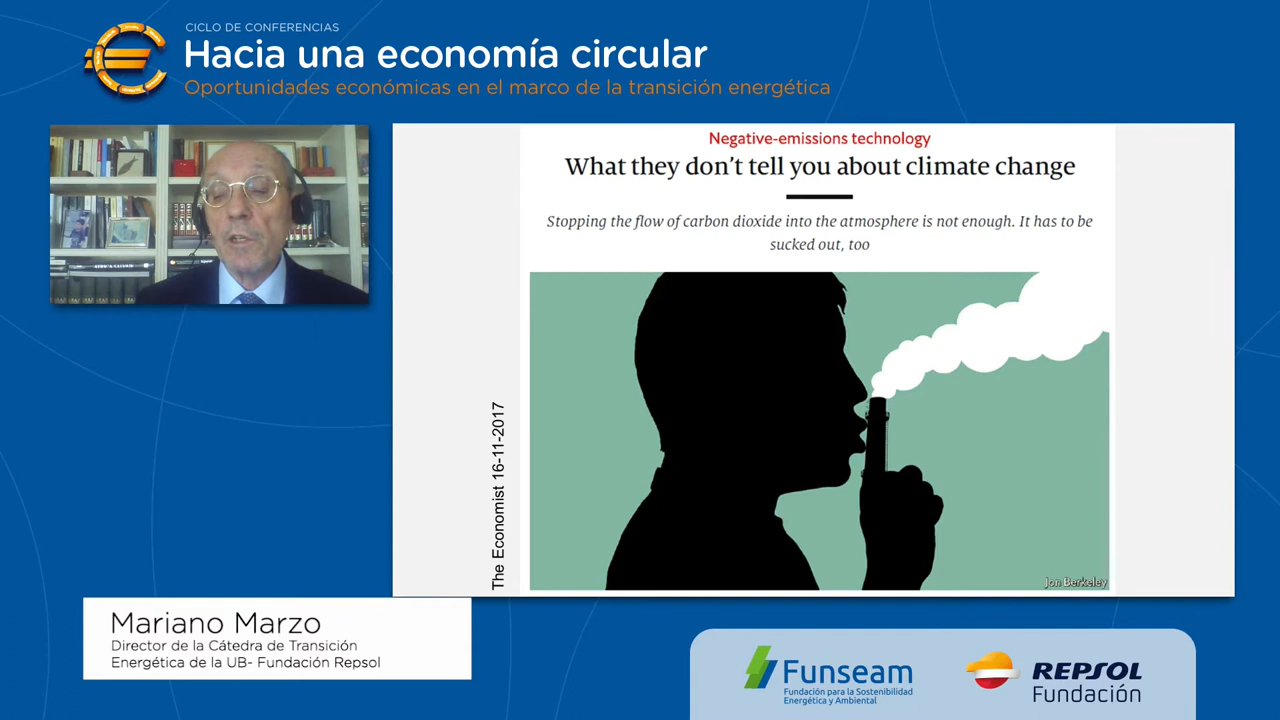 CICLO DE CONFERENCIAS
Hacia una economía circular
Oportunidades económicas en el marco de la transición energética
Negative-emissions technology
What they don't tell you about climate change
Stopping the flow of carbon dioxide into the atmosphere is not enough. It has to be
sucked out, too
The Economist 16-11-2017
Jon Berkeley
Mariano Marzo
Director de la Cátedra de Transición
Energética de la UB- Fundación Repsol
Funseam
Fundación para la Sostenibilidad
Energética y Ambiental
REPSOL
Fundación